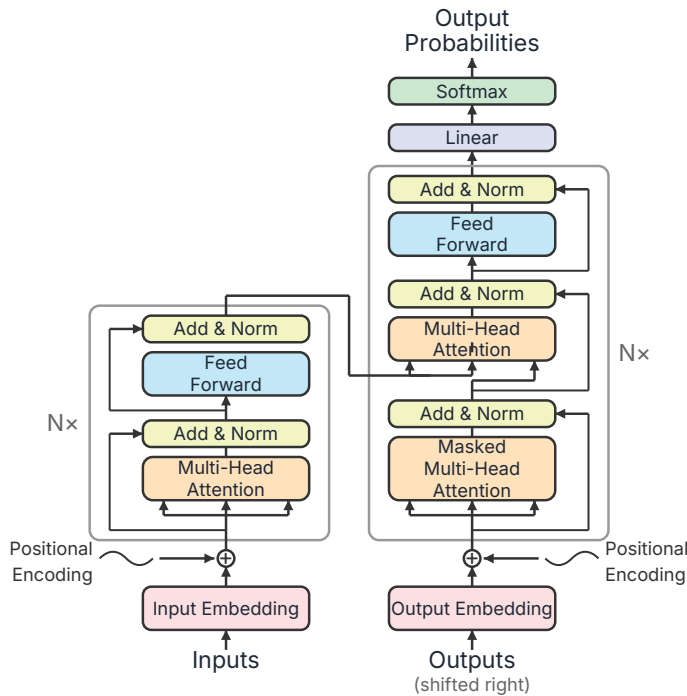 Output
Probabilities
Softmax
Linear
Add & Norm
Feed
Forward
Add & Norm
Multi-Head
Attention
N×
Add & Norm
Masked
Multi-Head
Attention
Add & Norm
Feed
Forward
N×
Add & Norm
Multi-Head
Attention
Positional
Encoding
Positional
Encoding
Input Embedding
Output Embedding
Inputs
Outputs
(shifted right)